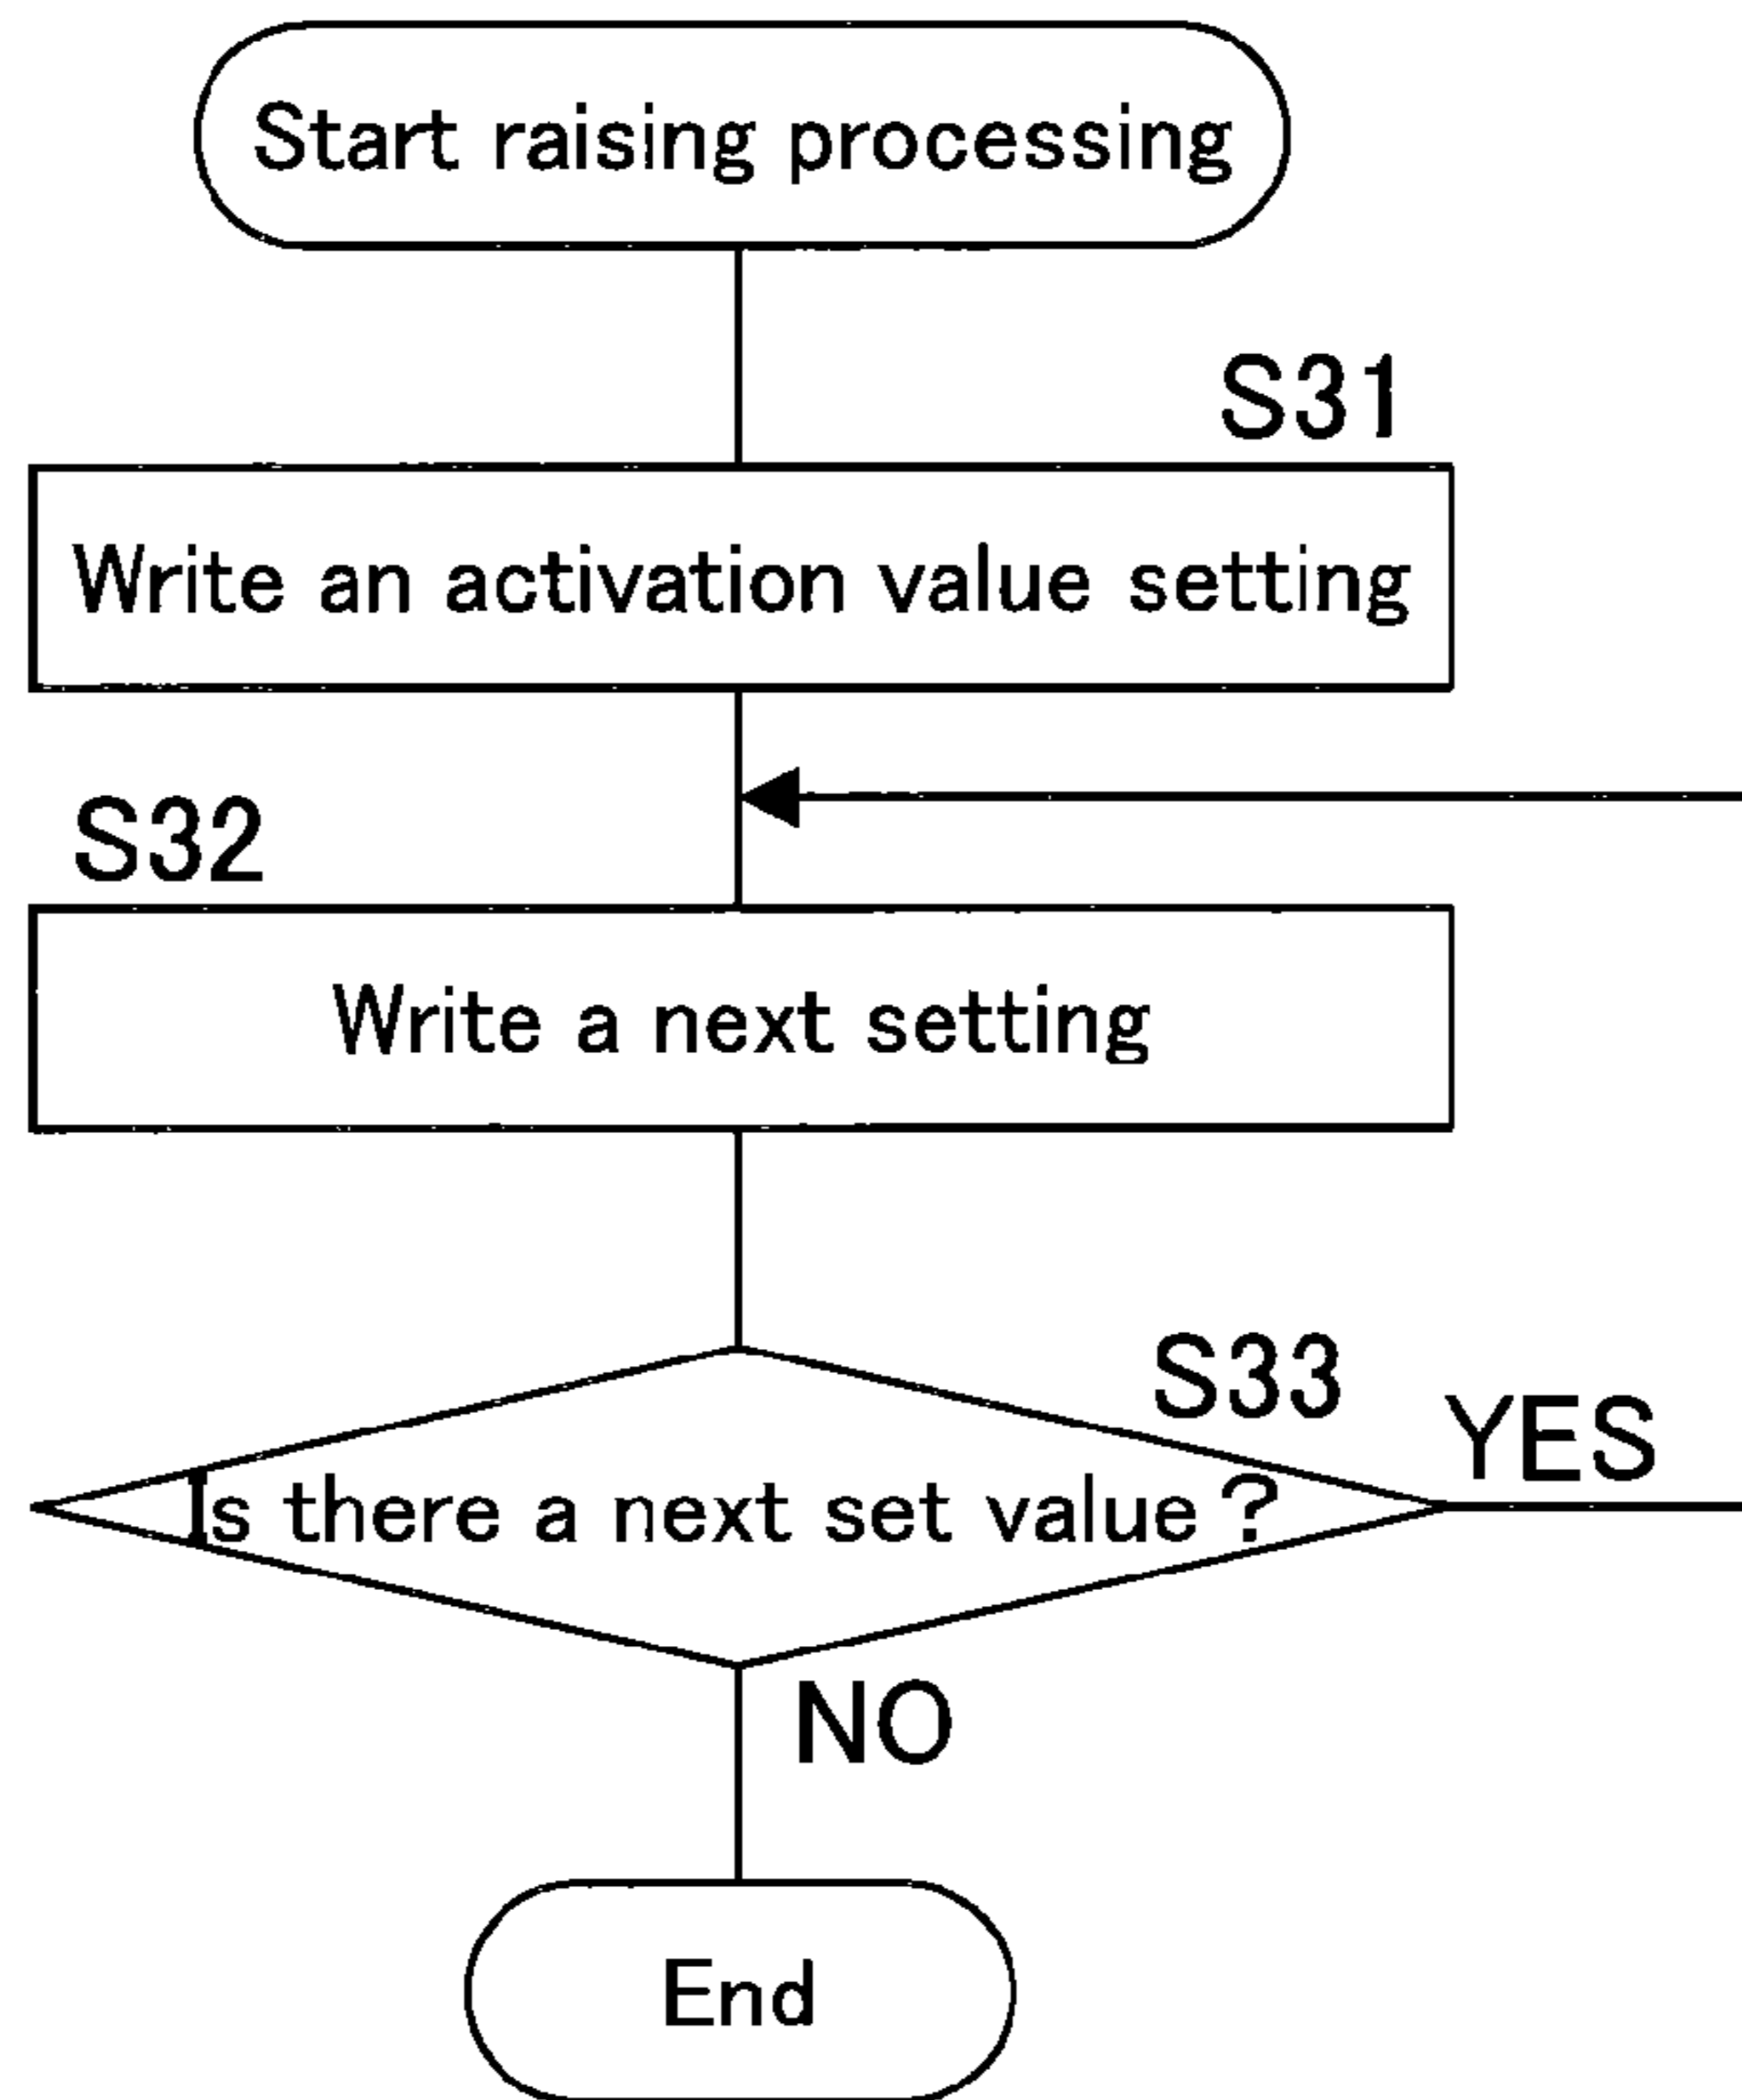 Start raising processing
S31
Write an activation value setting
S32
Write a next setting
S33
Is there a next set value ?
YES
NO
End